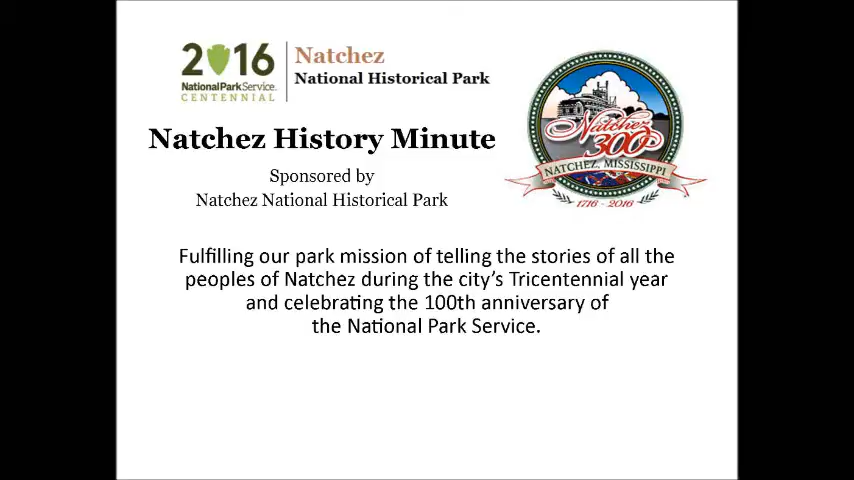 2016
National Park Service
CENTENNIAL
Natchez
National Historical Park
Natchez History Minute
Sponsored by
Natchez National Historical Park
Natchez
300
NATCHEZ, MISSISSIPPI
1716 - 2016
Fulfilling our park mission of telling the stories of all the
peoples of Natchez during the city’s Tricentennial year
and celebrating the 100th anniversary of
the National Park Service.